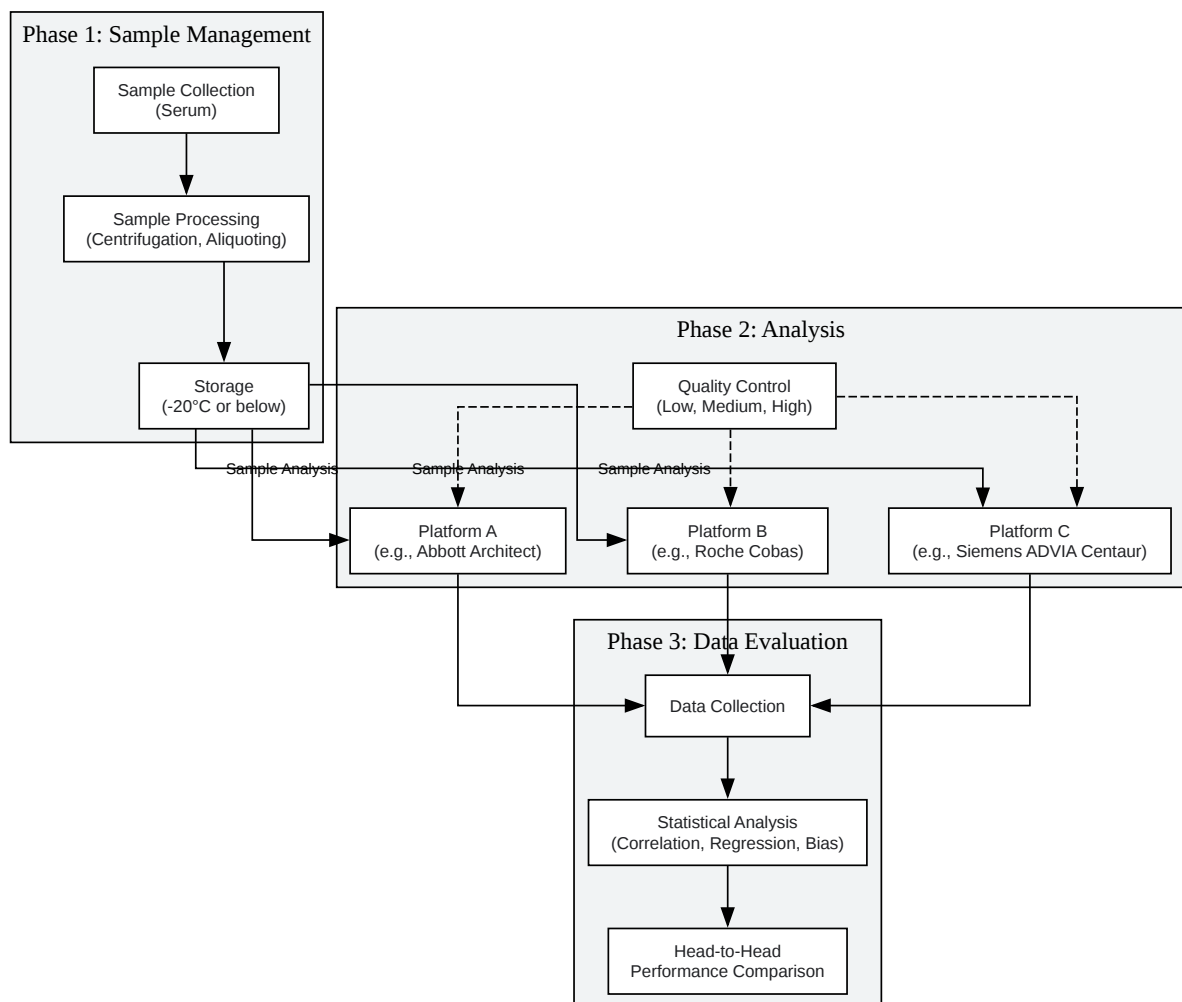 Phase 1: Sample Management
Sample Collection
(Serum)
Sample Processing
(Centrifugation, Aliquoting)
Storage
(-20°C or below)
Phase 2: Analysis
Quality Control
(Low, Medium, High)
Sample Analysis
Sample Analysis
Sample Analysis
Platform A
(e.g., Abbott Architect)
Platform B
(e.g., Roche Cobas)
Platform C
(e.g., Siemens ADVIA Centaur)
Phase 3: Data Evaluation
Data Collection
Statistical Analysis
(Correlation, Regression, Bias)
Head-to-Head
Performance Comparison